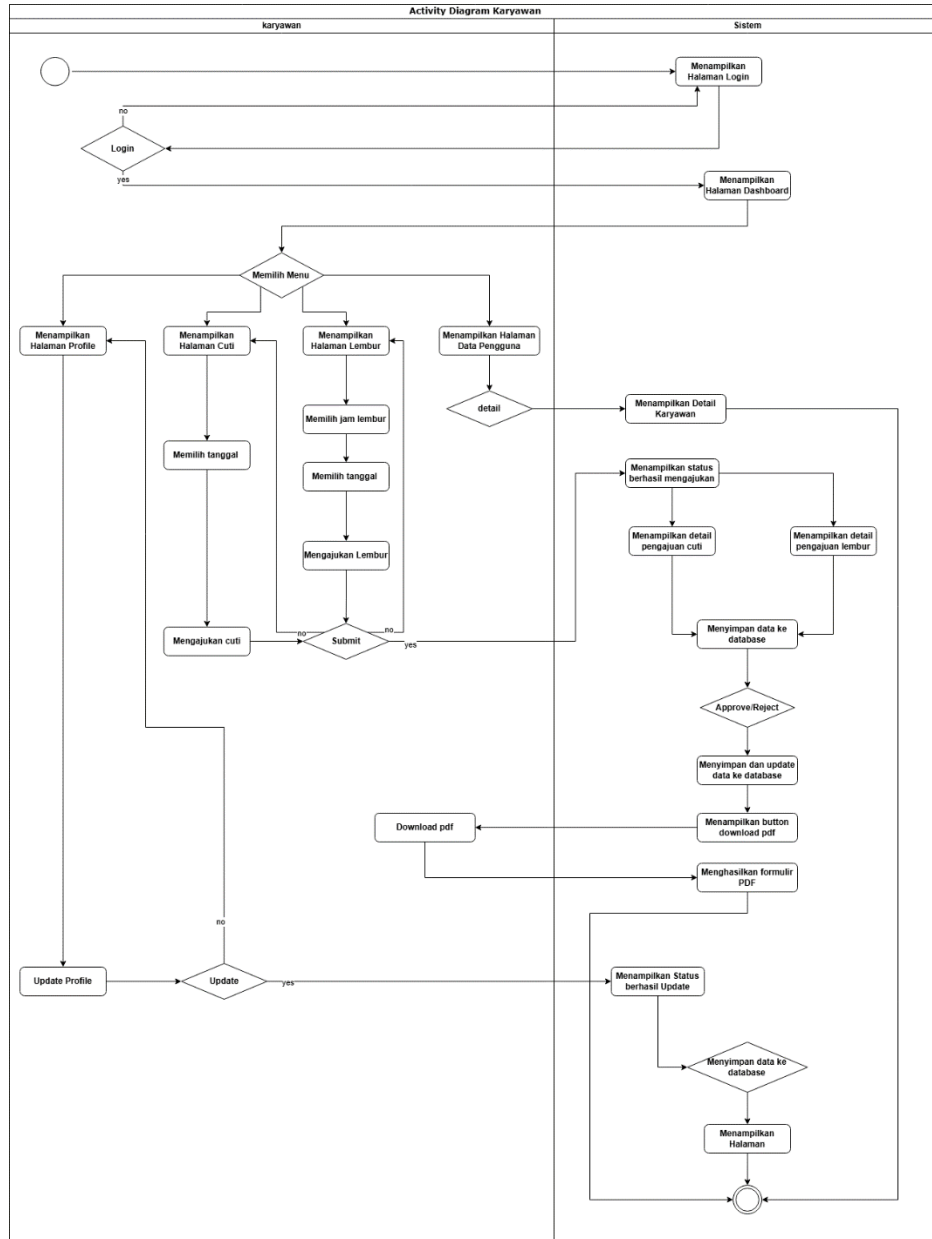 Activity Diagram Karyawan
karyawan
Sistem
Menampilkan
Halaman Login
no
Login
yes
Menampilkan
Halaman Dashboard
Memilih Menu
Menampilkan
Halaman Profile
Menampilkan
Halaman Cuti
Menampilkan
Halaman Lembur
Menampilkan Halaman
Data Pengguna
detail
Menampilkan Detail
Karyawan
Memilih jam lembur
Memilih tanggal
Memilih tanggal
Menampilkan status
berhasil mengajukan
Mengajukan Lembur
Menampilkan detail
pengajuan cuti
Menampilkan detail
pengajuan lembur
Mengajukan cuti
no
Submit
no
yes
Menyimpan data ke
database
Approve/Reject
Menyimpan dan update
data ke database
Download pdf
Menampilkan button
download pdf
Menghasilkan formulir
PDF
no
Update Profile
Update
yes
Menampilkan Status
berhasil Update
Menyimpan data ke
database
Menampilkan
Halaman